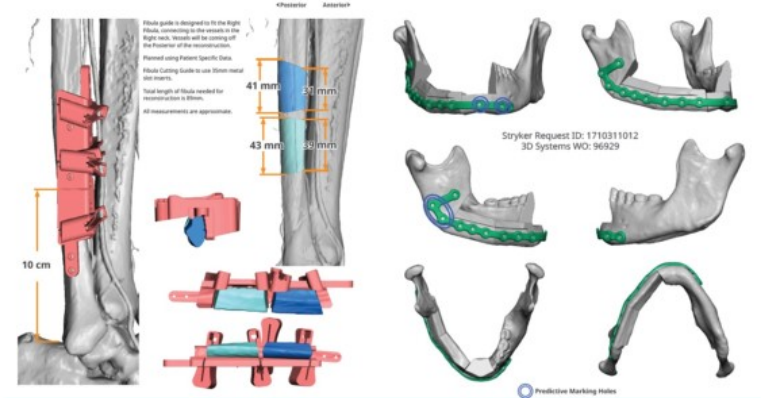 <Posterior Anterior>
Fibula guide is designed to fit the Right
Fibula, connecting to the vessels in the
Right neck. Vessels will be coming off
the Posterior of the reconstruction.
Planned using Patient Specific Data.
Fibula Cutting Guide to use 35mm metal
slot inserts.
Total length of fibula needed for
reconstruction is 89mm.
All measurements are approximate.
41 mm
31 mm
43 mm
39 mm
10 cm
Stryker Request ID: 1710311012
3D Systems WO: 96929
Predictive Marking Holes